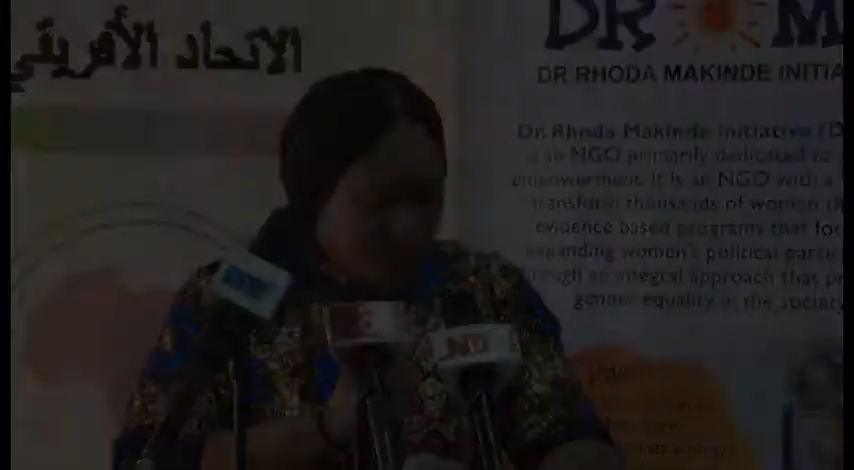 الاتحاد الأفريقي
DR M
DR RHODA MAKINDE INITIA
Dr. Rhoda Makinde Initiative (D
is an NGO primarily dedicated to
empowerment. It is an NGO with a
transform thousands of women th
evidence based programs that foc
expanding women's political partic
through an integral approach that pr
gender equality in the society